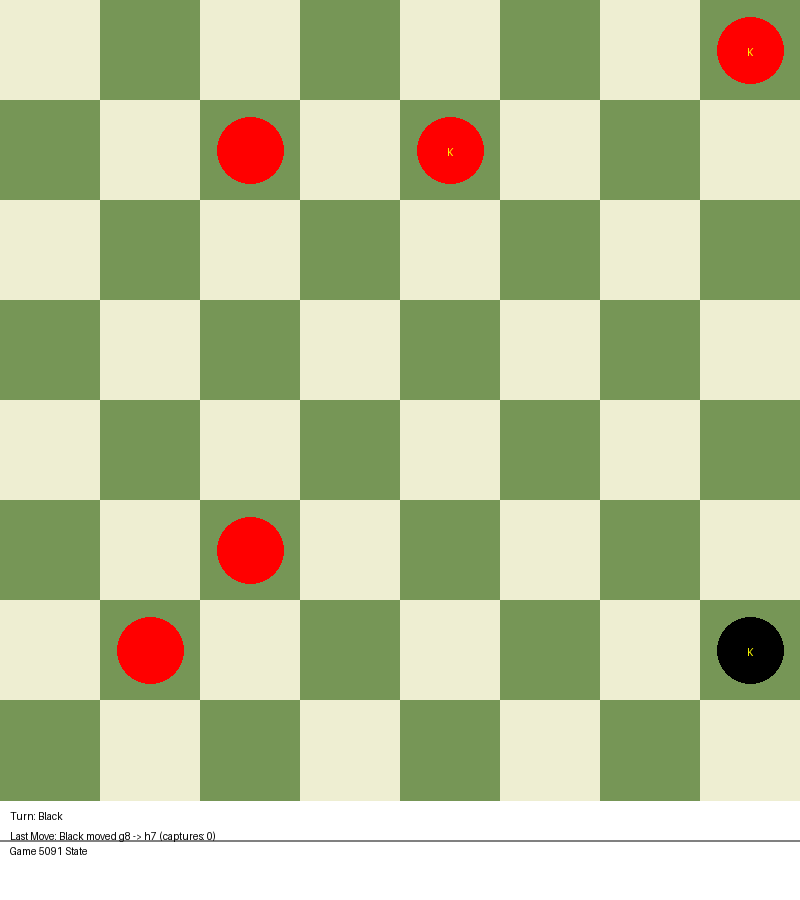 K
K
K
Turn: Black
Last Move: Black moved g8 -> h7 (captures: 0)
Game 5091 State